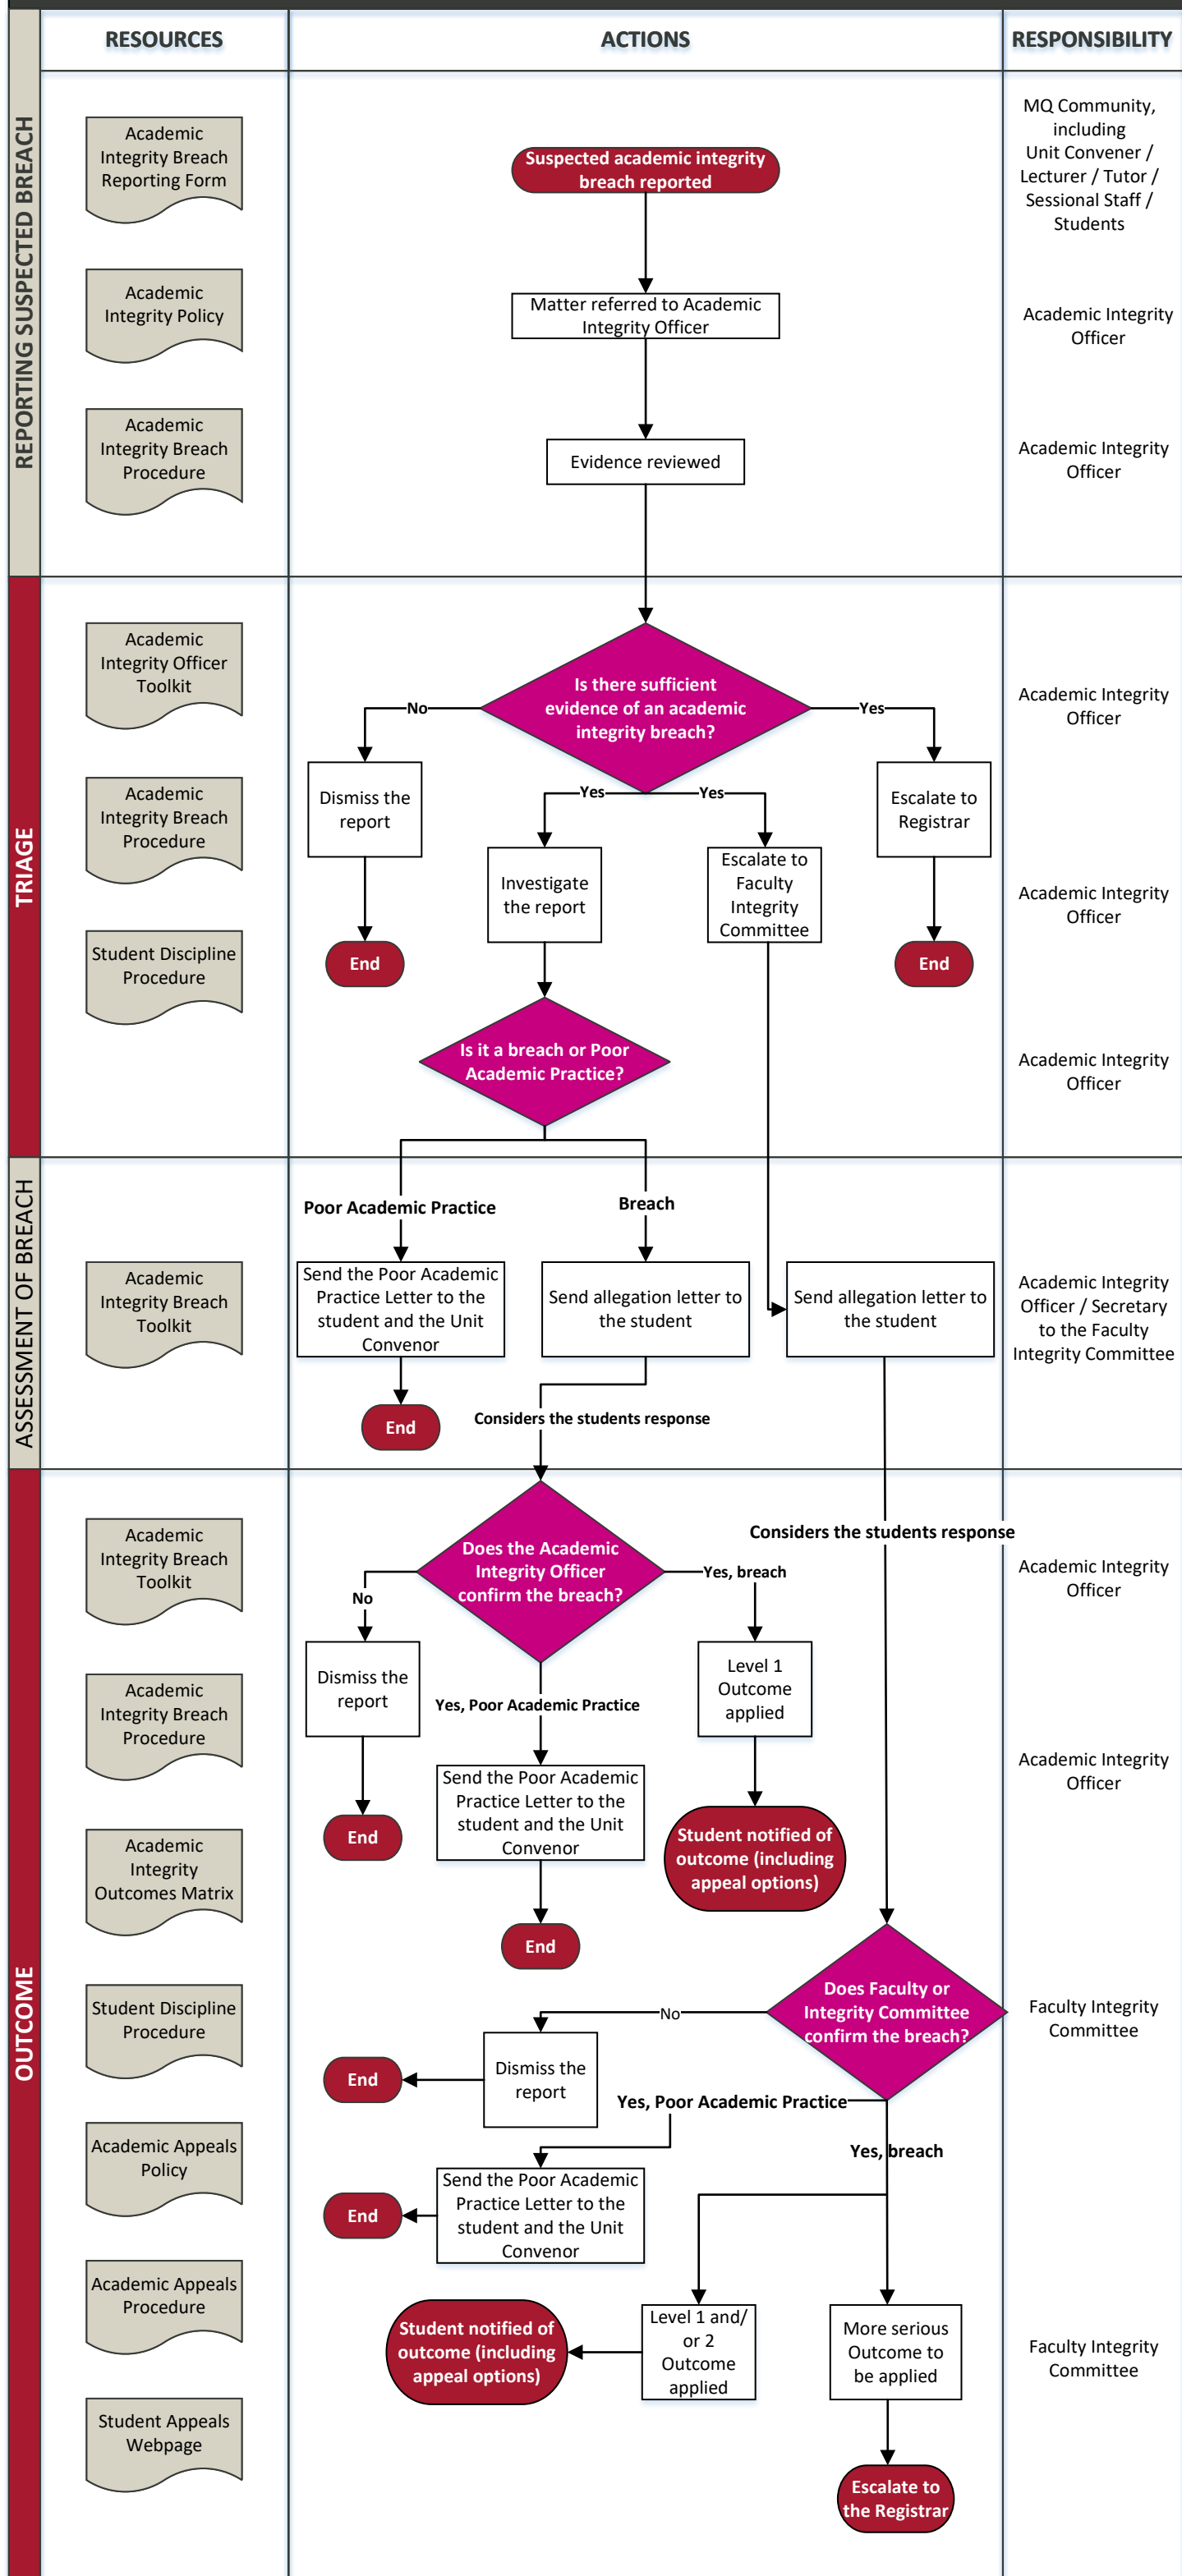 RESOURCES
ACTIONS
RESPONSIBILITY
REPORTING SUSPECTED BREACH
Academic
Integrity Breach
Reporting Form
Suspected academic integrity
breach reported
MQ Community,
including
Unit Convener /
Lecturer / Tutor /
Sessional Staff /
Students
Academic
Integrity Policy
Matter referred to Academic
Integrity Officer
Academic Integrity
Officer
Academic
Integrity Breach
Procedure
Evidence reviewed
Academic Integrity
Officer
TRIAGE
Academic
Integrity Officer
Toolkit
Is there sufficient
evidence of an academic
integrity breach?
Academic Integrity
Officer
No
Yes
Yes
Yes
Dismiss the
report
Escalate to
Registrar
Academic
Integrity Breach
Procedure
Investigate
the report
Escalate to
Faculty
Integrity
Committee
Academic Integrity
Officer
End
End
Student Discipline
Procedure
Is it a breach or Poor
Academic Practice?
Academic Integrity
Officer
ASSESSMENT OF BREACH
Poor Academic Practice
Breach
Academic
Integrity Breach
Toolkit
Send the Poor Academic
Practice Letter to the
student and the Unit
Convenor
Send allegation letter to
the student
Send allegation letter to
the student
Academic Integrity
Officer / Secretary
to the Faculty
Integrity Committee
End
Considers the students response
OUTCOME
Academic
Integrity Breach
Toolkit
Does the Academic
Integrity Officer
confirm the breach?
Considers the students response
Academic Integrity
Officer
No
Yes, breach
Dismiss the
report
Level 1
Outcome
applied
Yes, Poor Academic Practice
Academic
Integrity Breach
Procedure
Send the Poor Academic
Practice Letter to the
student and the Unit
Convenor
Academic Integrity
Officer
End
Student notified of
outcome (including
appeal options)
Academic
Integrity
Outcomes Matrix
End
Student Discipline
Procedure
Does Faculty or
Integrity Committee
confirm the breach?
Faculty Integrity
Committee
No
Dismiss the
report
End
Yes, Poor Academic Practice
Yes, breach
Academic Appeals
Policy
Send the Poor Academic
Practice Letter to the
student and the Unit
Convenor
End
Academic Appeals
Procedure
Student notified of
outcome (including
appeal options)
Level 1 and/
or 2
Outcome
applied
More serious
Outcome to
be applied
Faculty Integrity
Committee
Student Appeals
Webpage
Escalate to
the Registrar